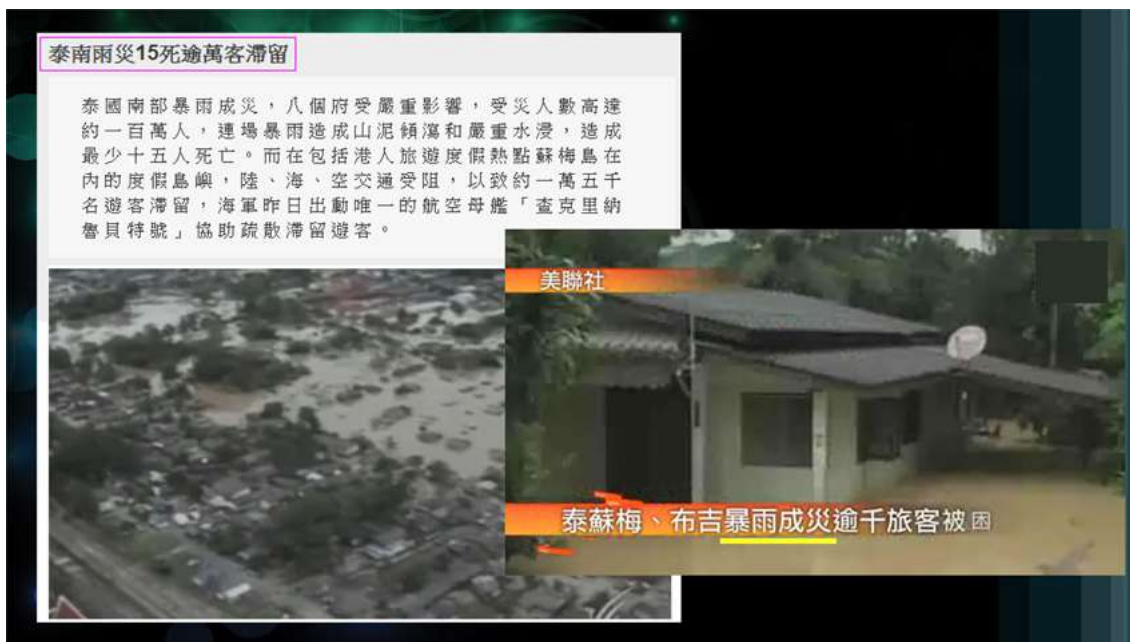 泰南雨災15死逾萬客滯留
泰國南部暴雨成災，八個府受嚴重影響，受災人數高達
約一百萬人，連場暴雨造成山泥傾瀉和嚴重水浸，造成
最少十五人死亡。而在包括港人旅遊度假熱點蘇梅島在
內的度假島嶼，陸、海、空交通受阻，以致約一萬五千
名遊客滯留，海軍昨日出動唯一的航空母艦「查克里納
魯貝特號」協助疏散滯留遊客。
美聯社
泰蘇梅、布吉暴雨成災逾千旅客被困